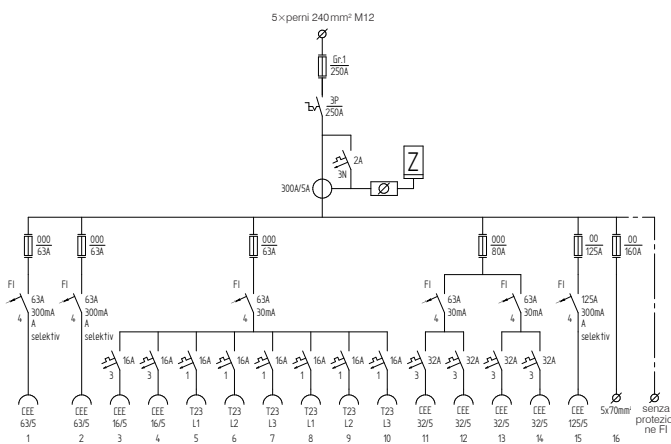 5×perni 240mm² M12
Gr.1
250A
3P
250A
2A
3N
Z
300A/5A
000
63A
000
63A
000
63A
000
80A
00
125A
00
160A
FI
63A
300mA
A
selektiv
4
FI
63A
300mA
A
selektiv
4
FI
63A
30mA
4
FI
63A
30mA
4
FI
63A
30mA
4
FI
125A
300mA
A
selektiv
4
16A
3
16A
3
16A
1
16A
1
16A
1
16A
1
16A
1
16A
1
32A
3
32A
3
32A
3
32A
3
CEE CEE CEE CEE T23 T23 T23 T23 T23 T23 CEE CEE CEE CEE CEE 5x70mm² senza
63/5 63/5 16/5 16/5 L1 L2 L3 L1 L2 L3 32/5 32/5 32/5 32/5 125/5 protezio
1 2 3 4 5 6 7 8 9 10 11 12 13 14 15 16 ne FI